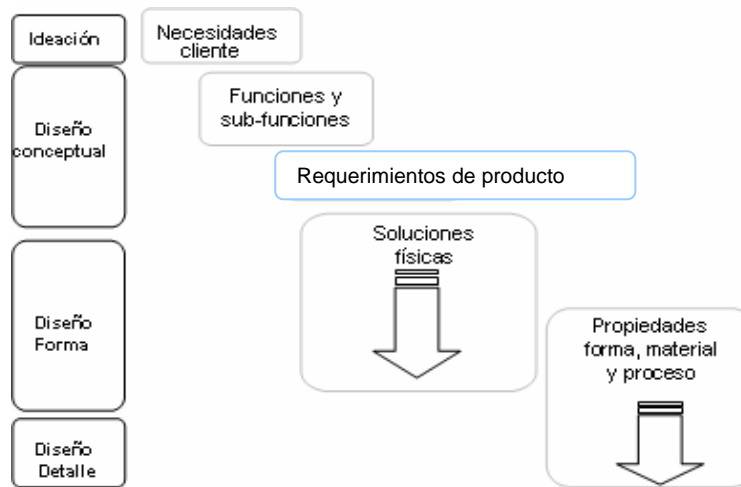 Ideación
Necesidades
cliente
Funciones y
sub-funciones
Diseño
conceptual
Requerimientos de producto
Soluciones
físicas
Diseño
Forma
Propiedades
forma, material
y proceso
Diseño
Detalle